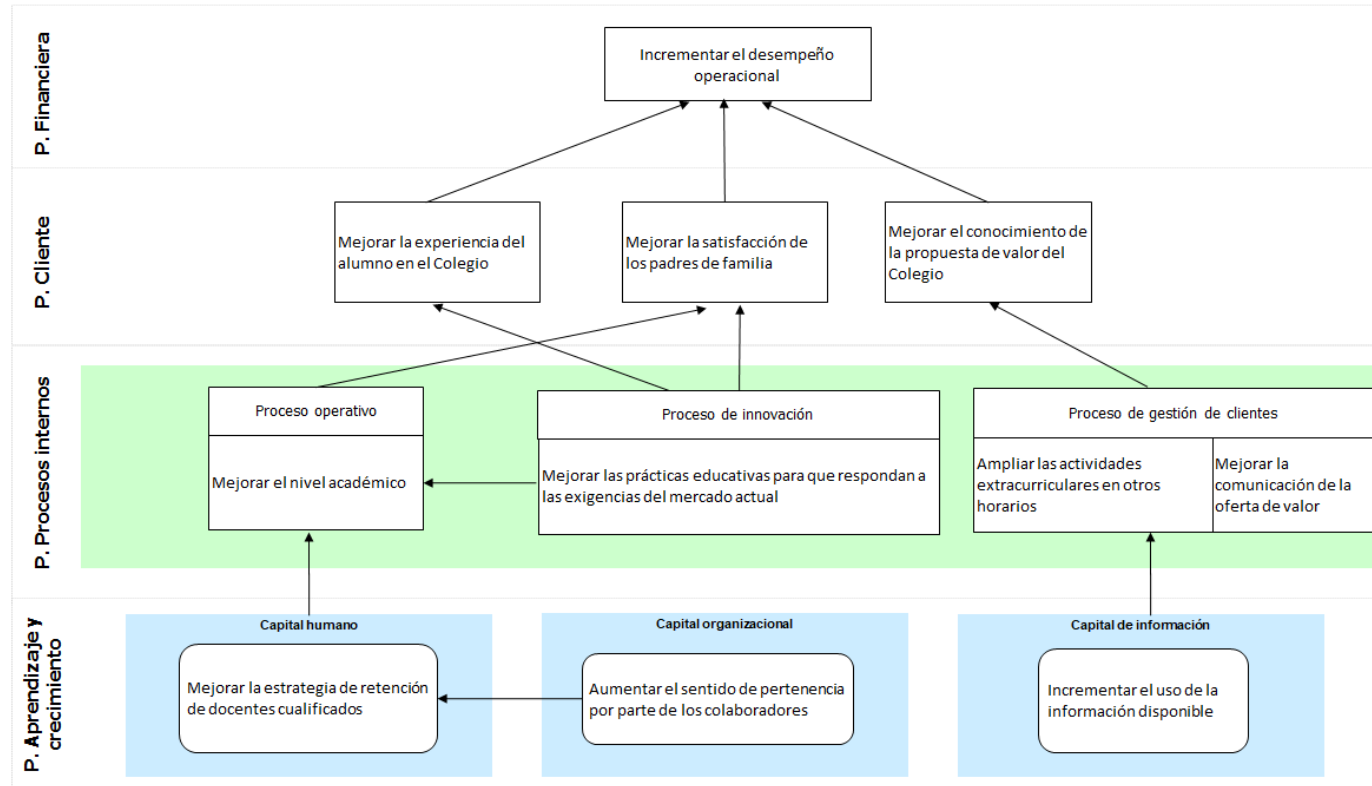 P. Financiera
Incrementar el desempeño
operacional
P. Cliente
Mejorar la experiencia del
alumno en el Colegio
Mejorar la satisfacción de
los padres de familia
Mejorar el conocimiento de
la propuesta de valor del
Colegio
P. Procesos internos
Proceso operativo
Mejorar el nivel académico
Proceso de innovación
Mejorar las prácticas educativas para que respondan a
las exigencias del mercado actual
Proceso de gestión de clientes
Ampliar las actividades
extracurriculares en otros
horarios
Mejorar la
comunicación de la
oferta de valor
P. Aprendizaje y
crecimiento
Capital humano
Mejorar la estrategia de retención
de docentes cualificados
Capital organizacional
Aumentar el sentido de pertenencia
por parte de los colaboradores
Capital de información
Incrementar el uso de la
información disponible